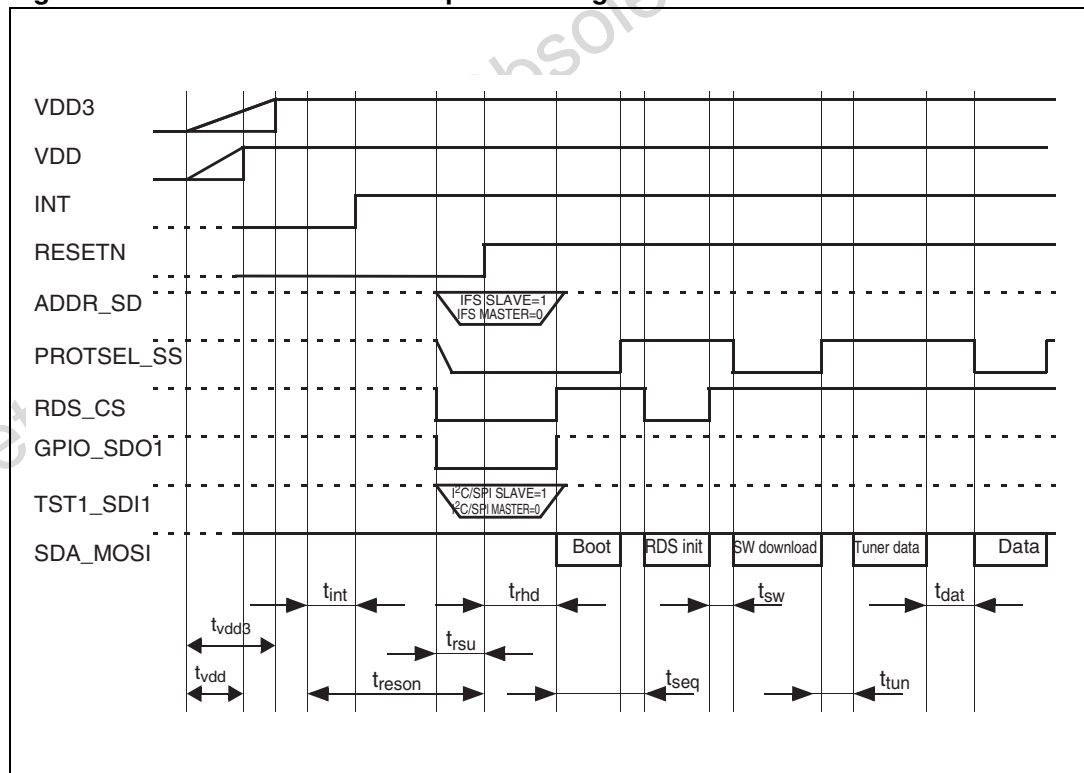 VDD3
VDD
INT
RESETN
ADDR_SD
IFS SLAVE=1
IFS MASTER=0
PROTSEL_SS
RDS_CS
GPIO_SDO1
TST1_SDI1
I²C/SPI SLAVE=1
I²C/SPI MASTER=0
SDA_MOSI
Boot
RDS init
SW download
Tuner data
Data
tint
trhd
tsw
tdat
tvdd3
trsu
tvdd
treson
tseq
ttun